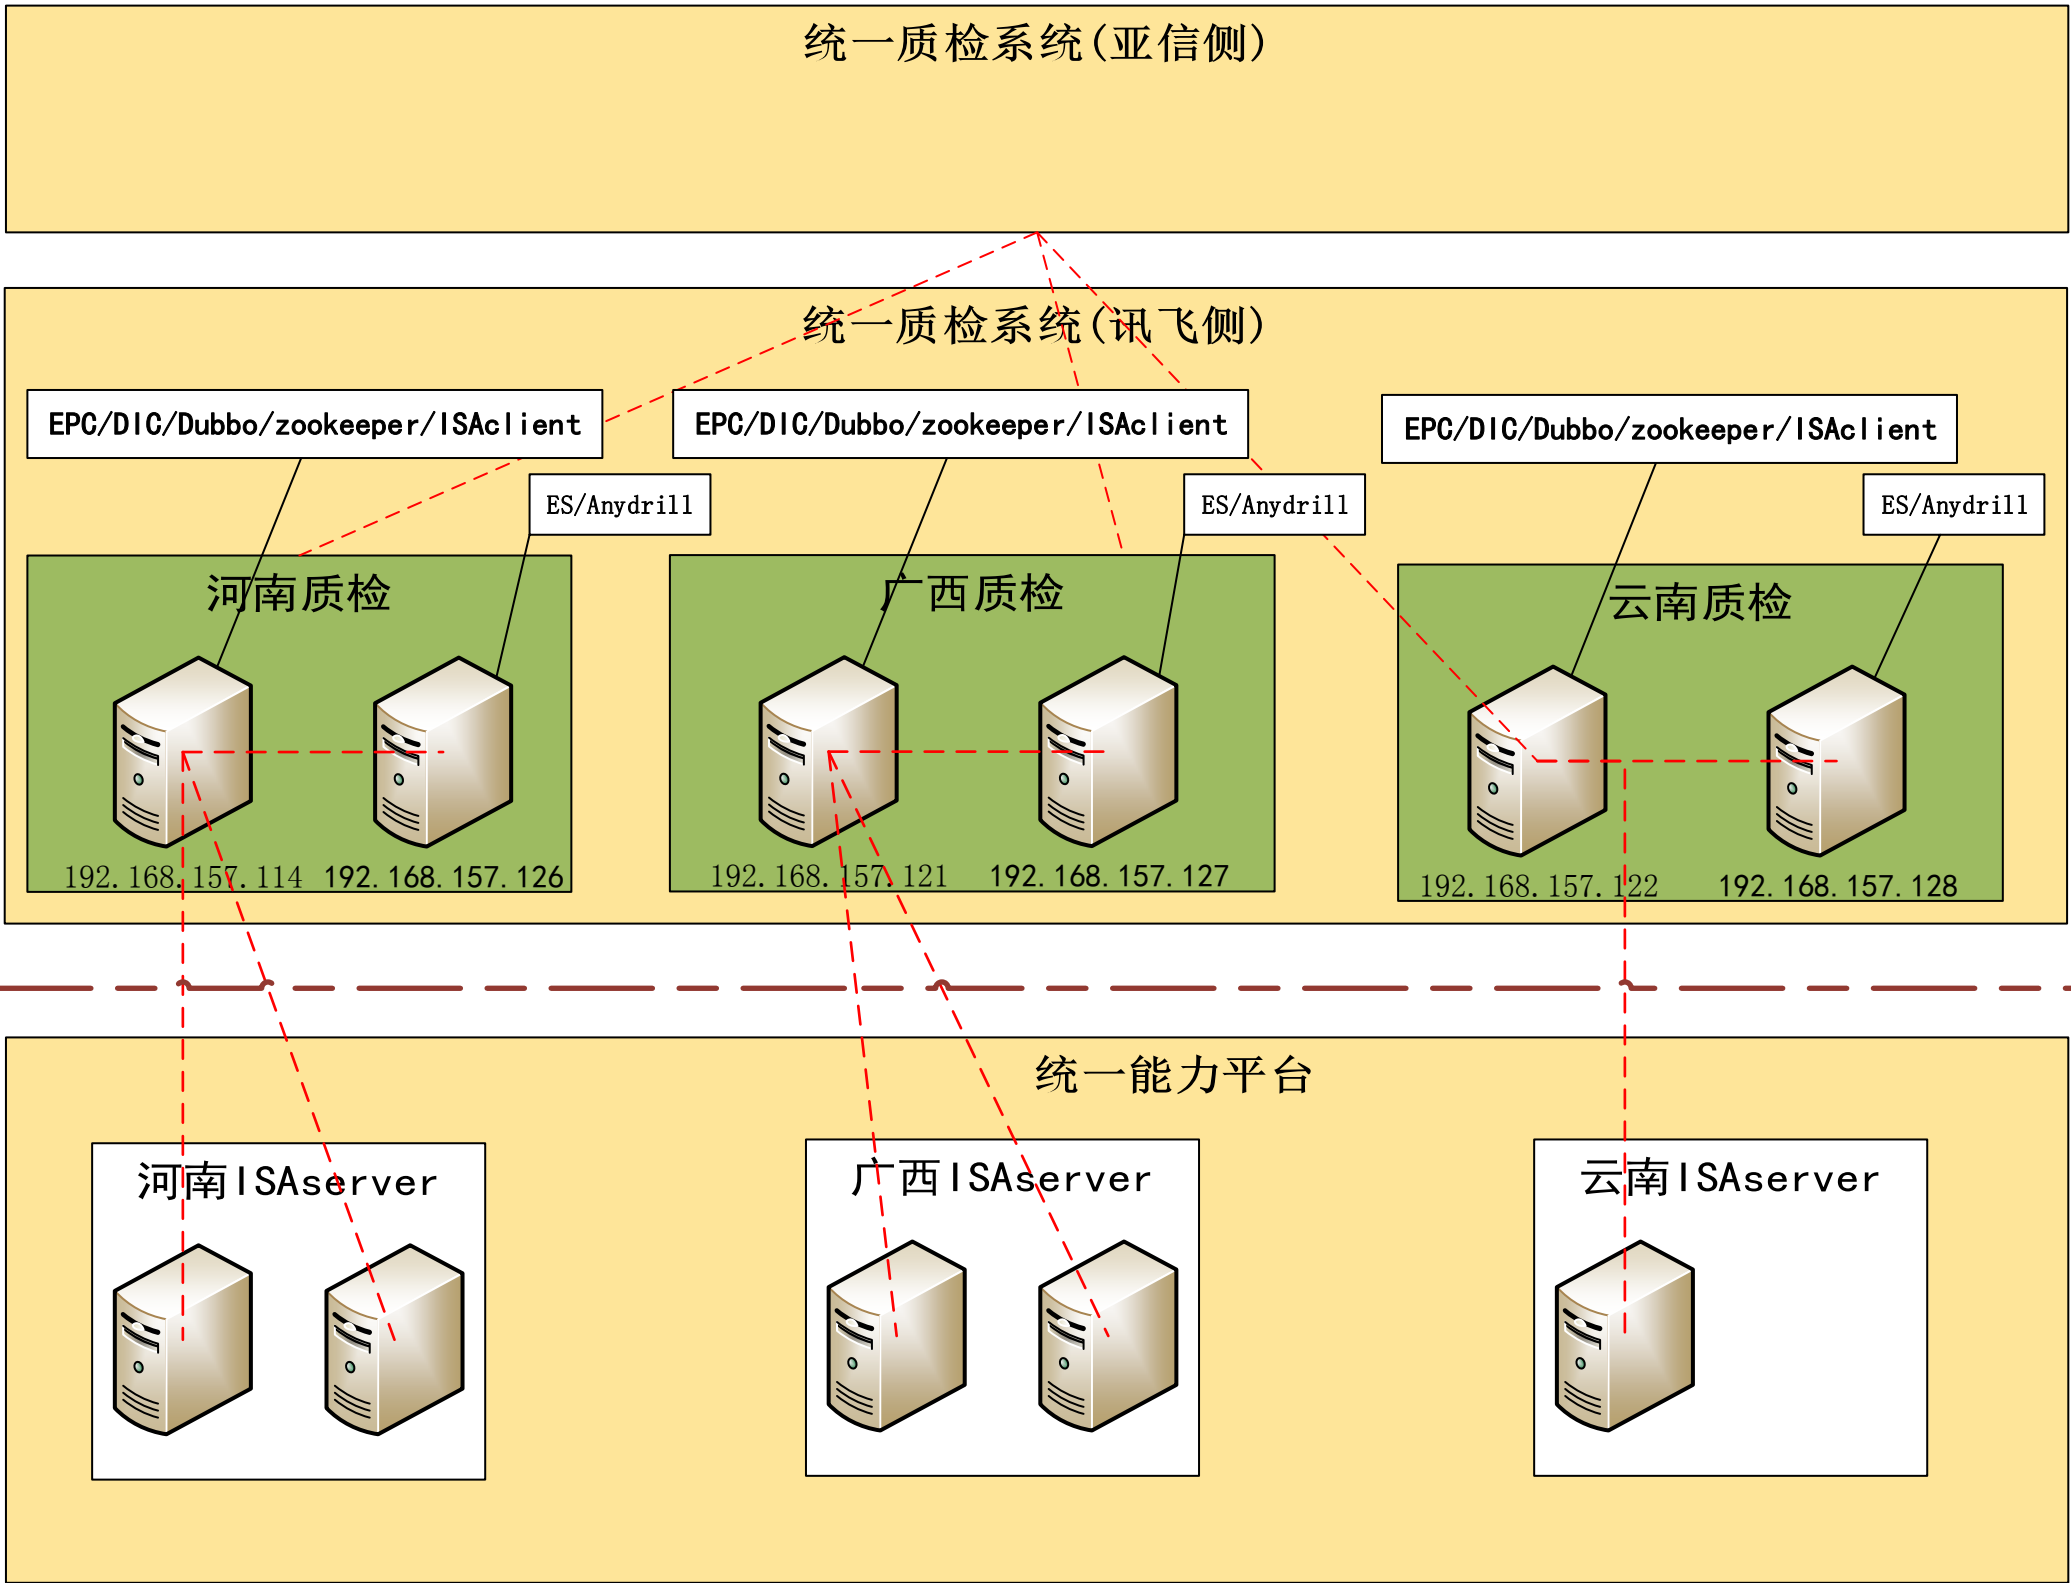 统一质检系统(亚信侧)
统一质检系统(讯飞侧)
EPC/DIC/Dubbo/zookeeper/ISAclient
EPC/DIC/Dubbo/zookeeper/ISAclient
EPC/DIC/Dubbo/zookeeper/ISAclient
ES/Anydrill
ES/Anydrill
ES/Anydrill
河南质检
广西质检
云南质检
192.168.157.114
192.168.157.126
192.168.157.121
192.168.157.127
192.168.157.122
192.168.157.128
统一能力平台
河南ISAserver
广西ISAserver
云南ISAserver